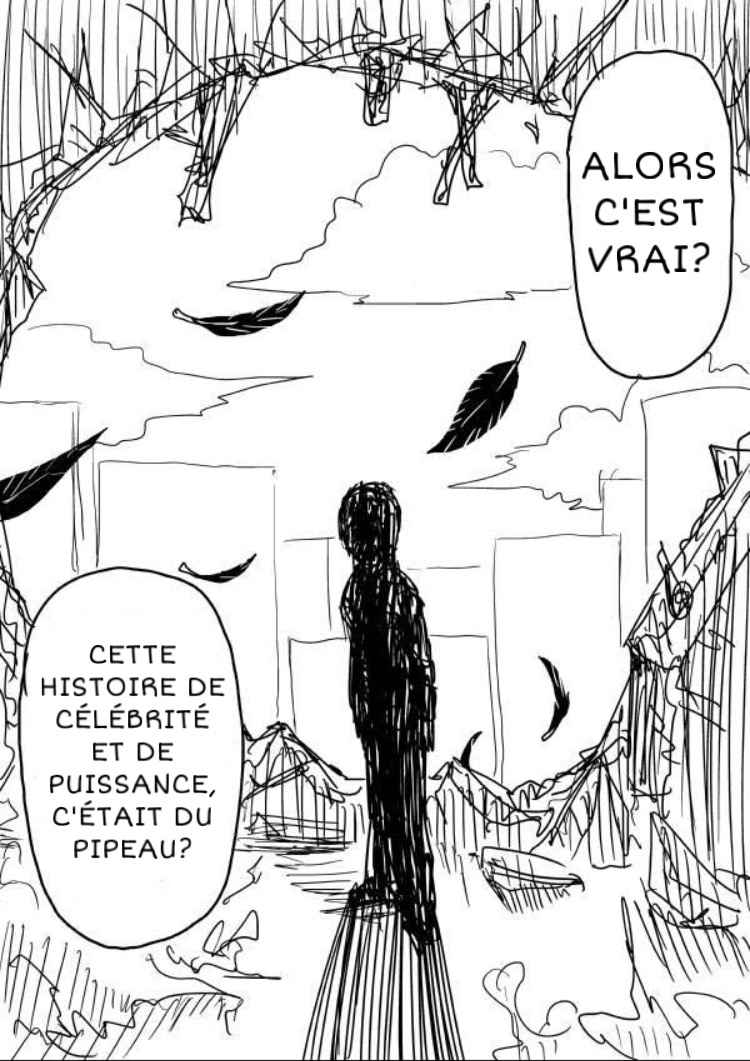 ALORS
C'EST
VRAI?
CETTE
HISTOIRE DE
CÉLÉBRITÉ
ET DE
PUISSANCE,
C'ÉTAIT DU
PIPEAU?